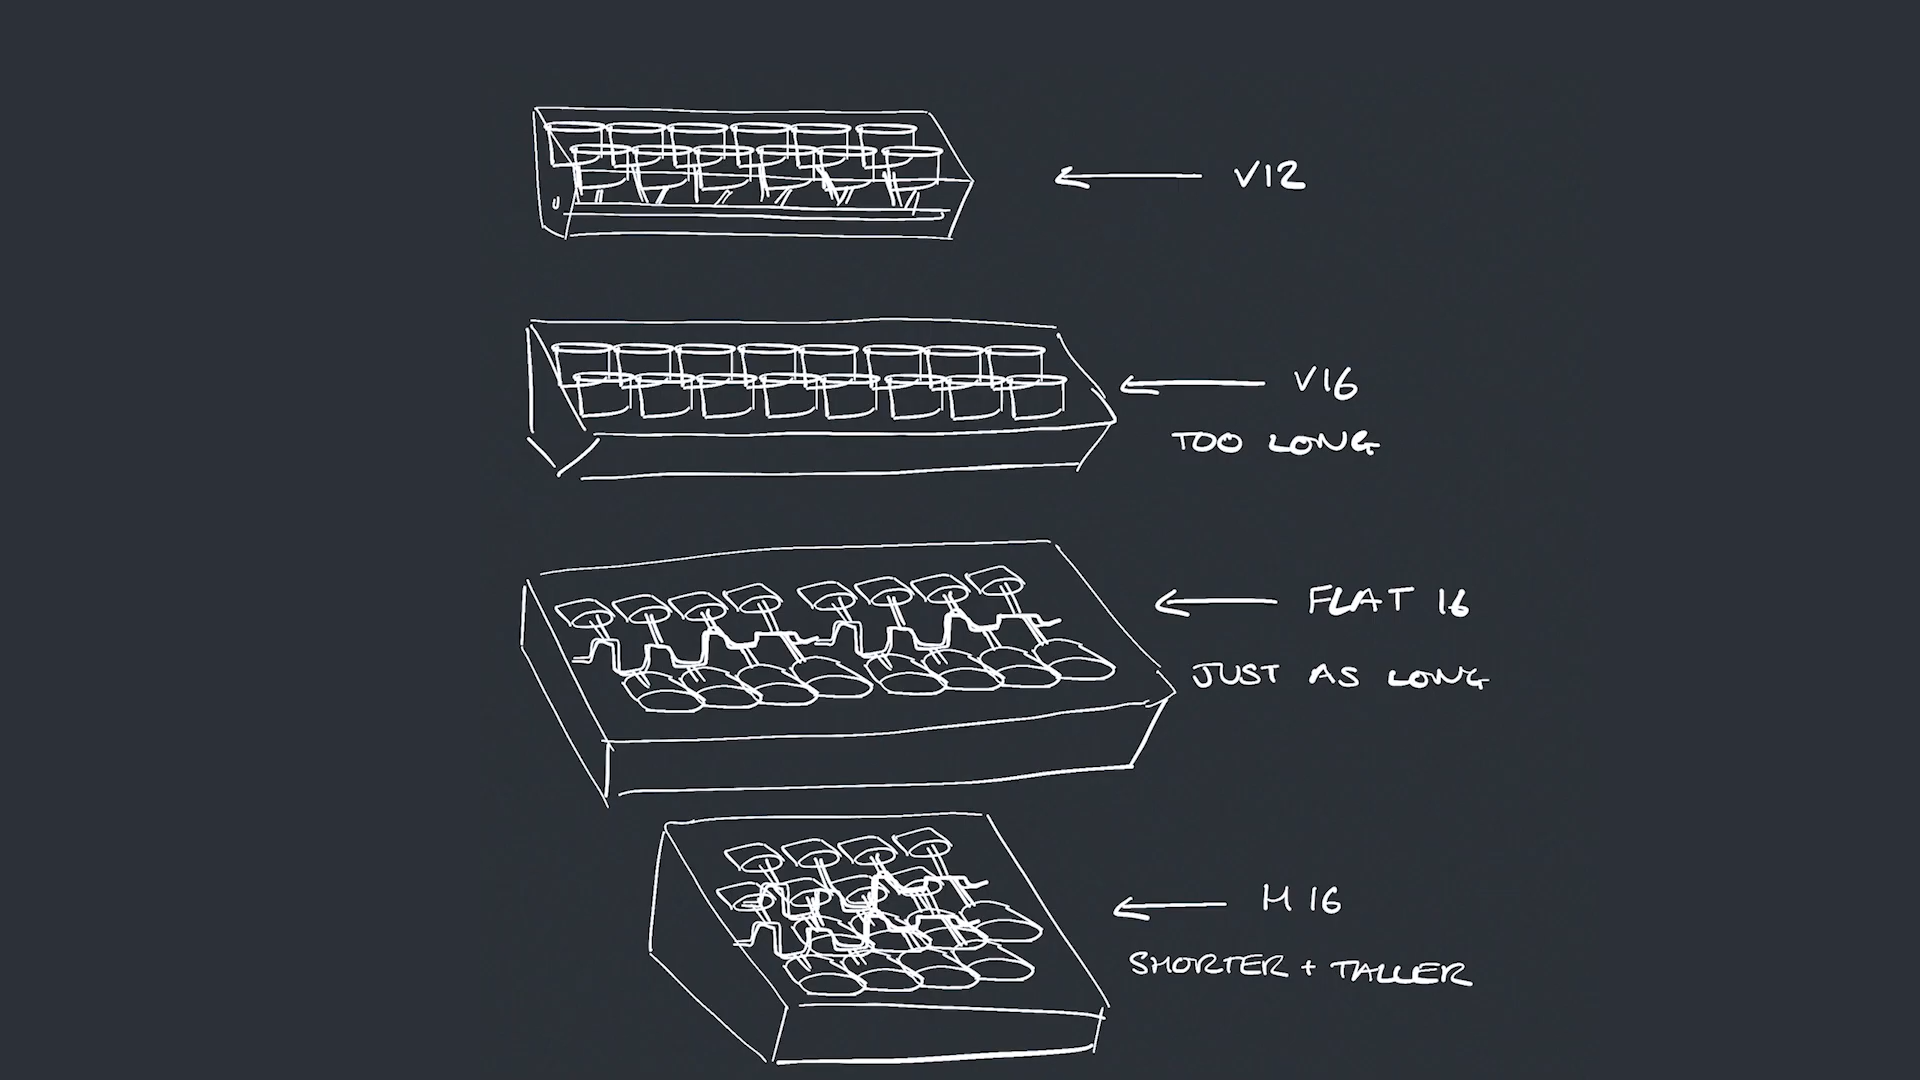 V12
V16
TOO LONG
FLAT 16
JUST AS LONG
H 16
SHORTER + TALLER